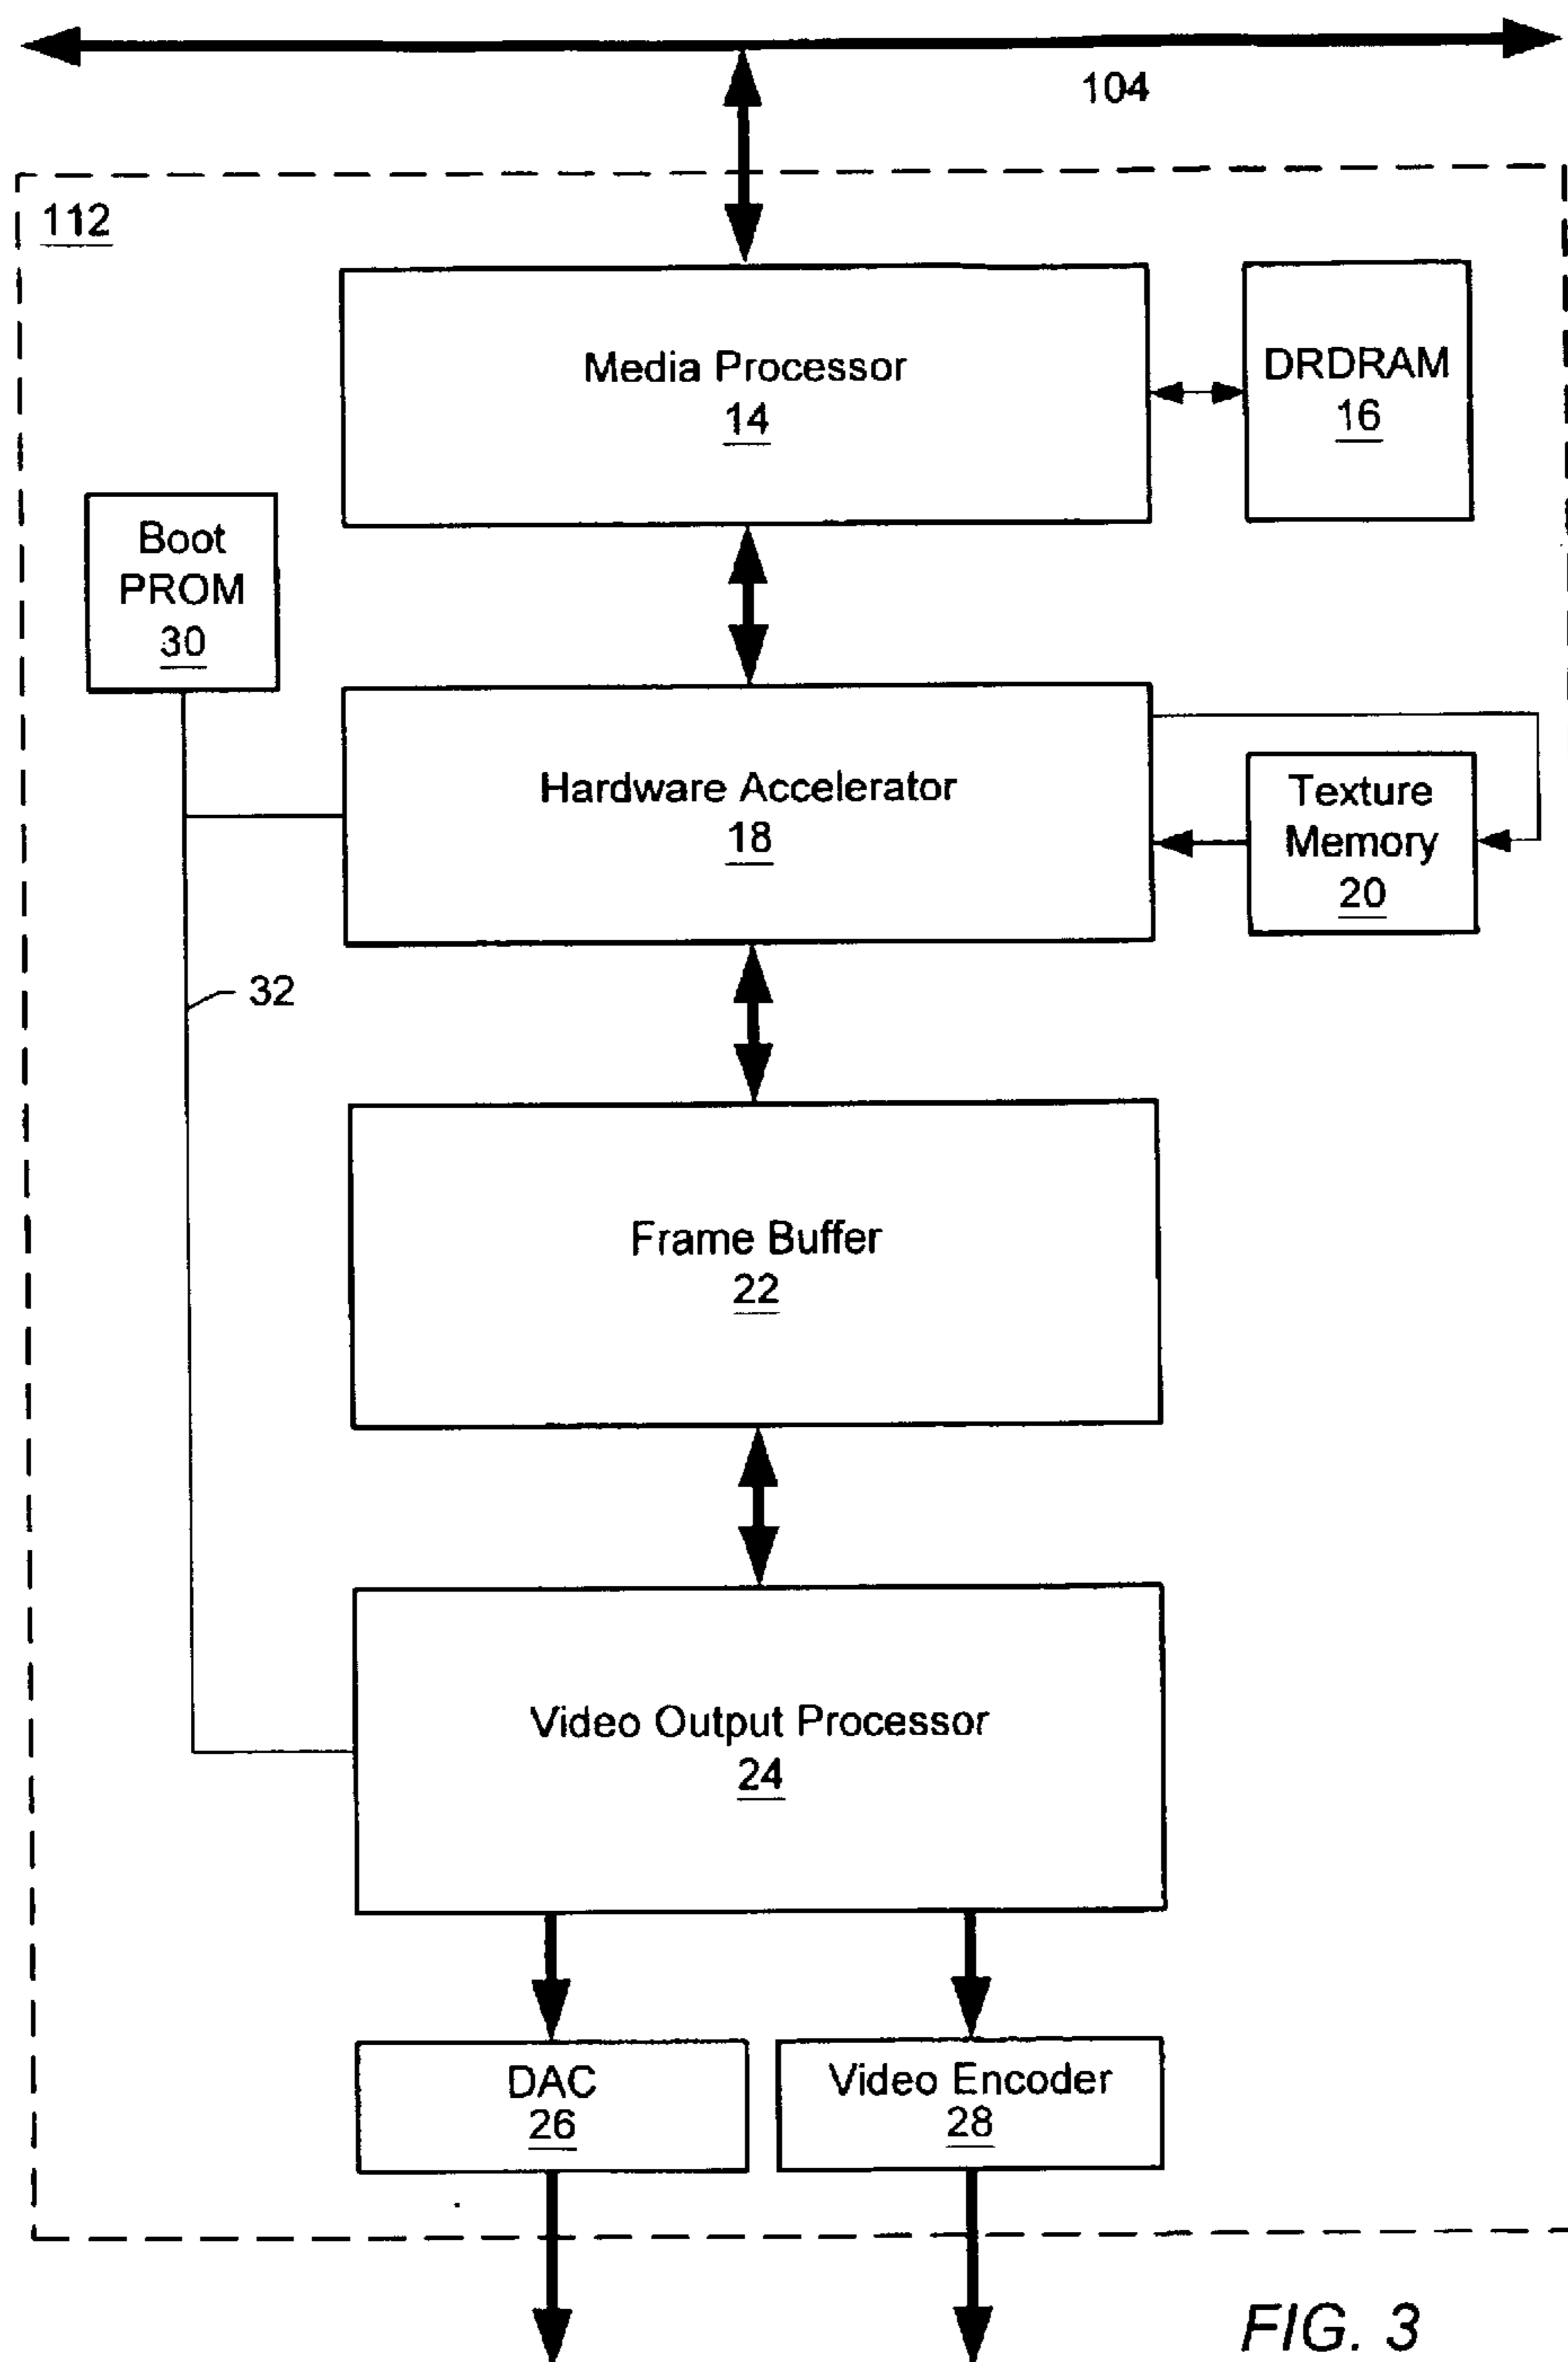 104
112
Media Processor
14
DRDRAM
16
Boot
PROM
30
Hardware Accelerator
18
Texture
Memory
20
32
Frame Buffer
22
Video Output Processor
24
DAC
26
Video Encoder
28
FIG. 3